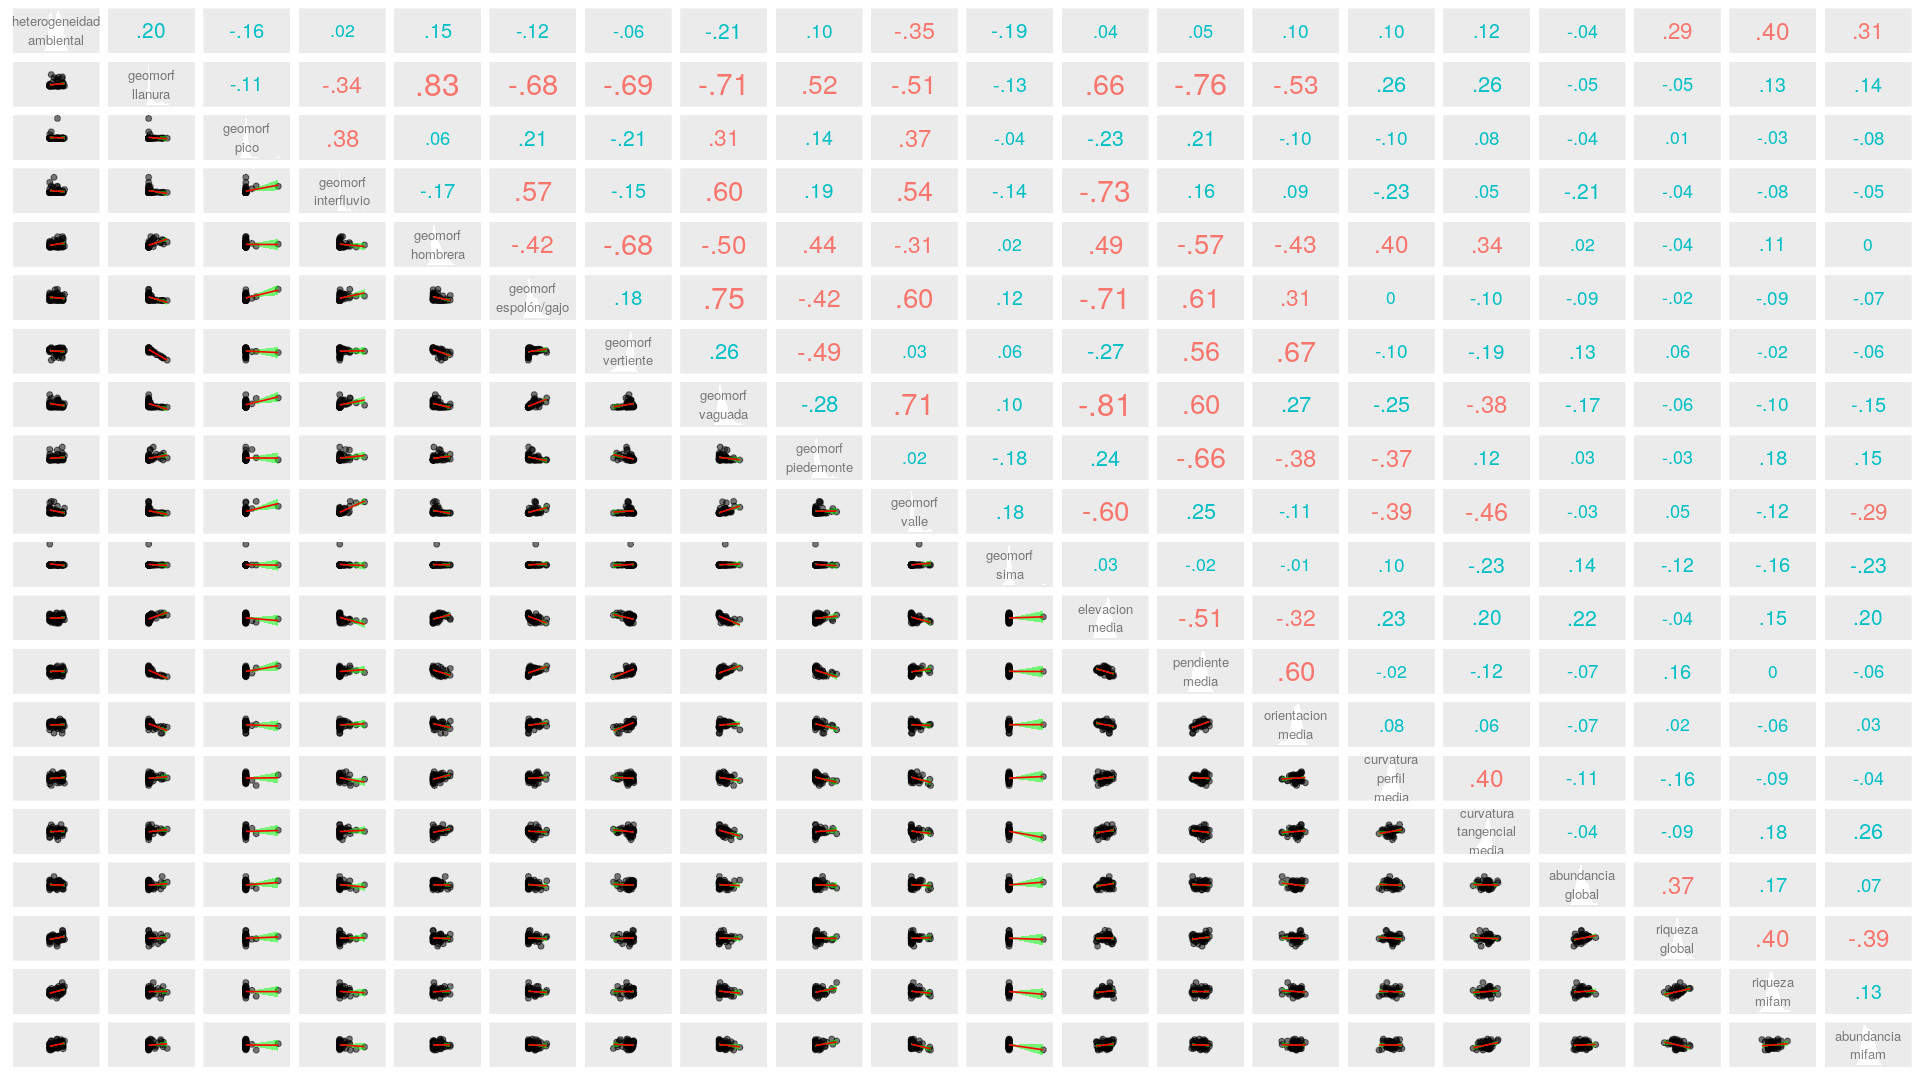 heterogeneidad
ambiental
.20 -.16 .02 .15 -.12 -.06 -.21 .10 -.35 -.19 .04 .05 .10 .10 .12 -.04 .29 .40 .31
geomorf
llanura
-.11 -.34 .83 -.68 -.69 -.71 .52 -.51 -.13 .66 -.76 -.53 .26 .26 -.05 -.05 .13 .14
geomorf
pico
.38 .06 .21 -.21 .31 .14 .37 -.04 -.23 .21 -.10 -.10 .08 -.04 .01 -.03 -.08
geomorf
interfluvio
-.17 .57 -.15 .60 .19 .54 -.14 -.73 .16 .09 -.23 .05 -.21 -.04 -.08 -.05
geomorf
hombrera
-.42 -.68 -.50 .44 -.31 .02 .49 -.57 -.43 .40 .34 .02 -.04 .11 0
geomorf
espolón/gajo
.18 .75 -.42 .60 .12 -.71 .61 .31 0 -.10 -.09 -.02 -.09 -.07
geomorf
vertiente
.26 -.49 .03 .06 -.27 .56 .67 -.10 -.19 .13 .06 -.02 -.06
geomorf
vaguada
-.28 .71 .10 -.81 .60 .27 -.25 -.38 -.17 -.06 -.10 -.15
geomorf
piedemonte
.02 -.18 .24 -.66 -.38 -.37 .12 .03 -.03 .18 .15
geomorf
valle
.18 -.60 .25 -.11 -.39 -.46 -.03 .05 -.12 -.29
geomorf
sima
.03 -.02 -.01 .10 -.23 .14 -.12 -.16 -.23
elevacion
media
-.51 -.32 .23 .20 .22 -.04 .15 .20
pendiente
media
.60 -.02 -.12 -.07 .16 0 -.06
orientacion
media
.08 .06 -.07 .02 -.06 .03
curvatura
perfil
media
.40 -.11 -.16 -.09 -.04
curvatura
tangencial
media
-.04 -.09 .18 .26
abundancia
global
.37 .17 .07
riqueza
global
.40 -.39
riqueza
mifam
.13
abundancia
mifam